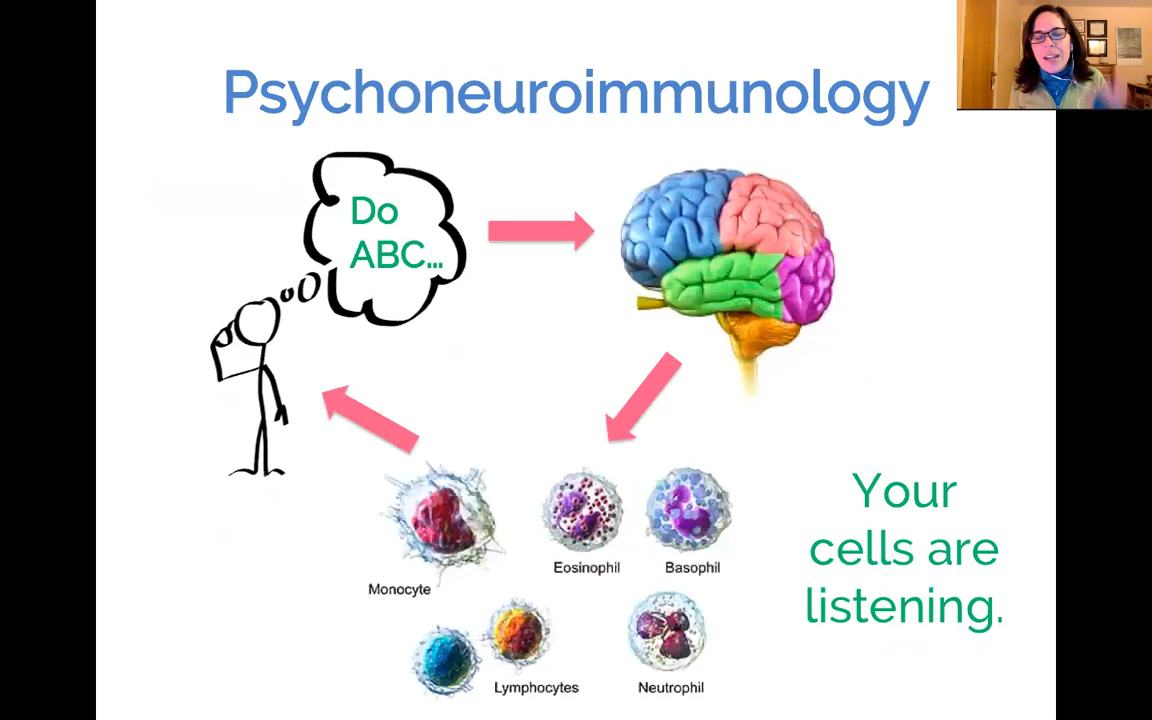 Psychoneuroimmunology
Do
ABC...
Your
cells are
listening.
Monocyte
Eosinophil
Basophil
Lymphocytes
Neutrophil